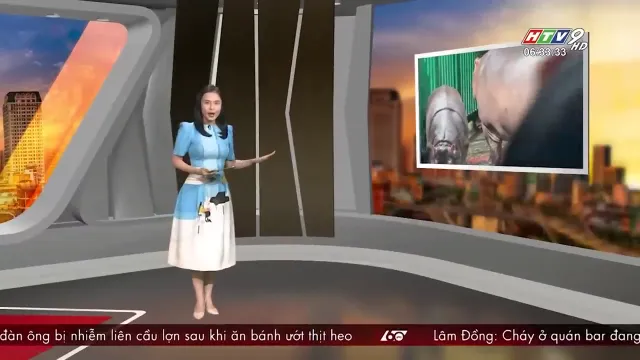 HTV9 HD
06:33:33
đàn ông bị nhiễm liên cầu lợn sau khi ăn bánh ướt thịt heo 60 Lâm Đồng: Cháy ở quán bar đang